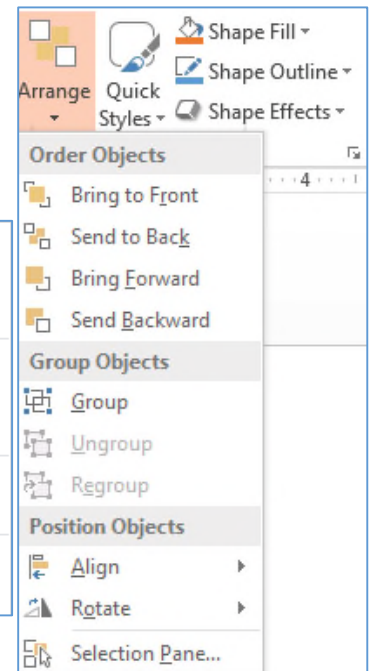 Shape Fill
Shape Outline
Shape Effects
Arrange
Quick
Styles
4
Order Objects
Bring to Front
Send to Back
Bring Forward
Send Backward
Group Objects
Group
Ungroup
Regroup
Position Objects
Align
Rotate
Selection Pane...